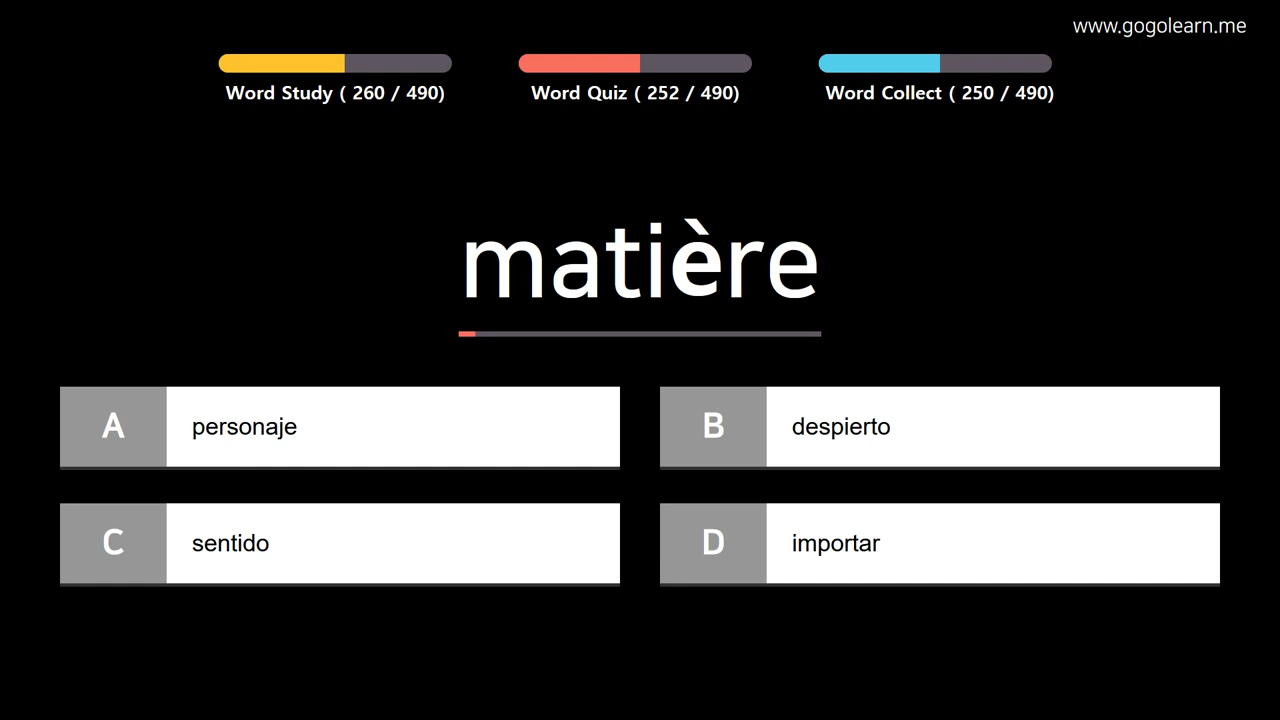 www.gogolearn.me
Word Study ( 260 / 490)
Word Quiz ( 252 / 490)
Word Collect ( 250 / 490)
matière
A personaje
B despierto
C sentido
D importar